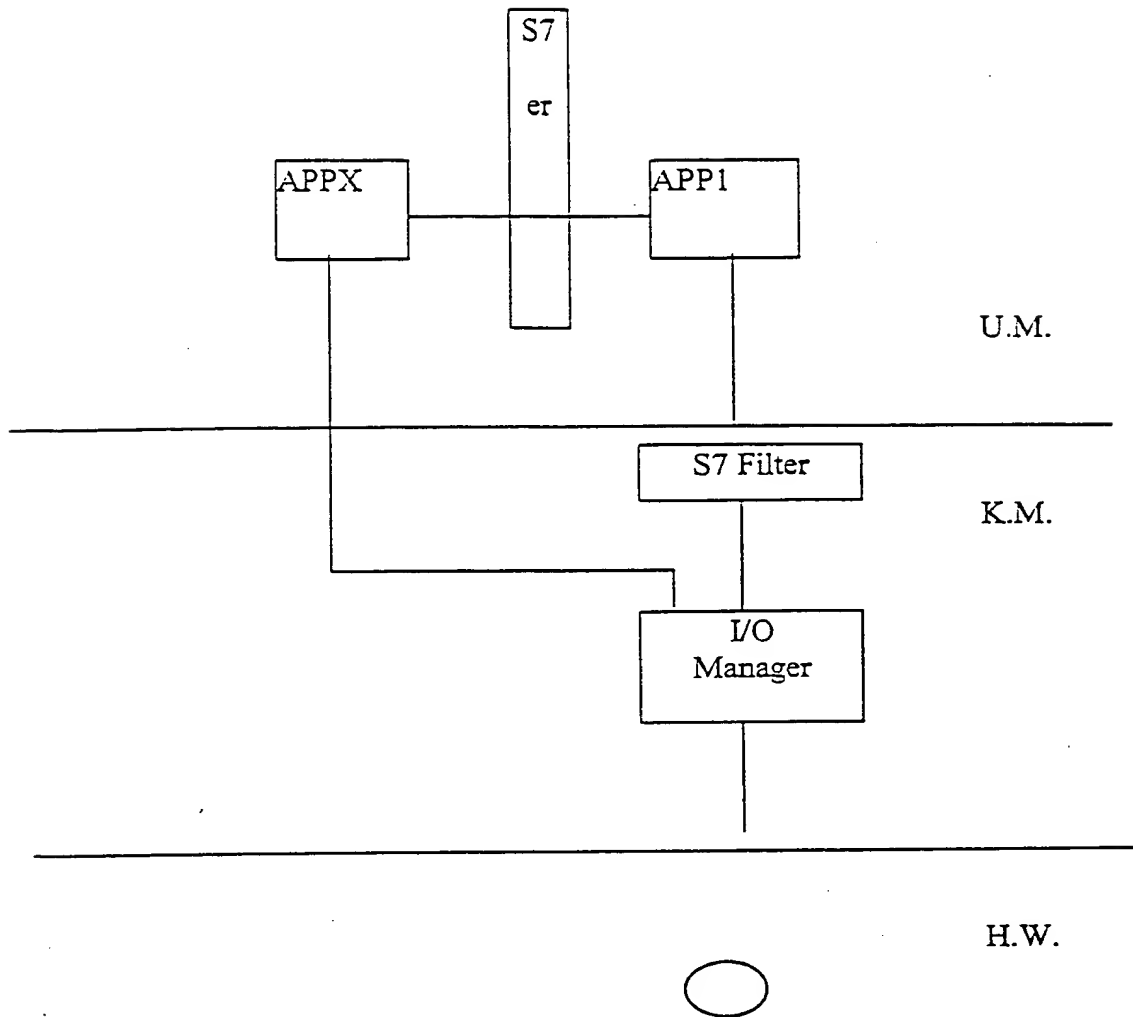 S7
er
APPX
APP1
U.M.
S7 Filter
K.M.
I/O
Manager
H.W.